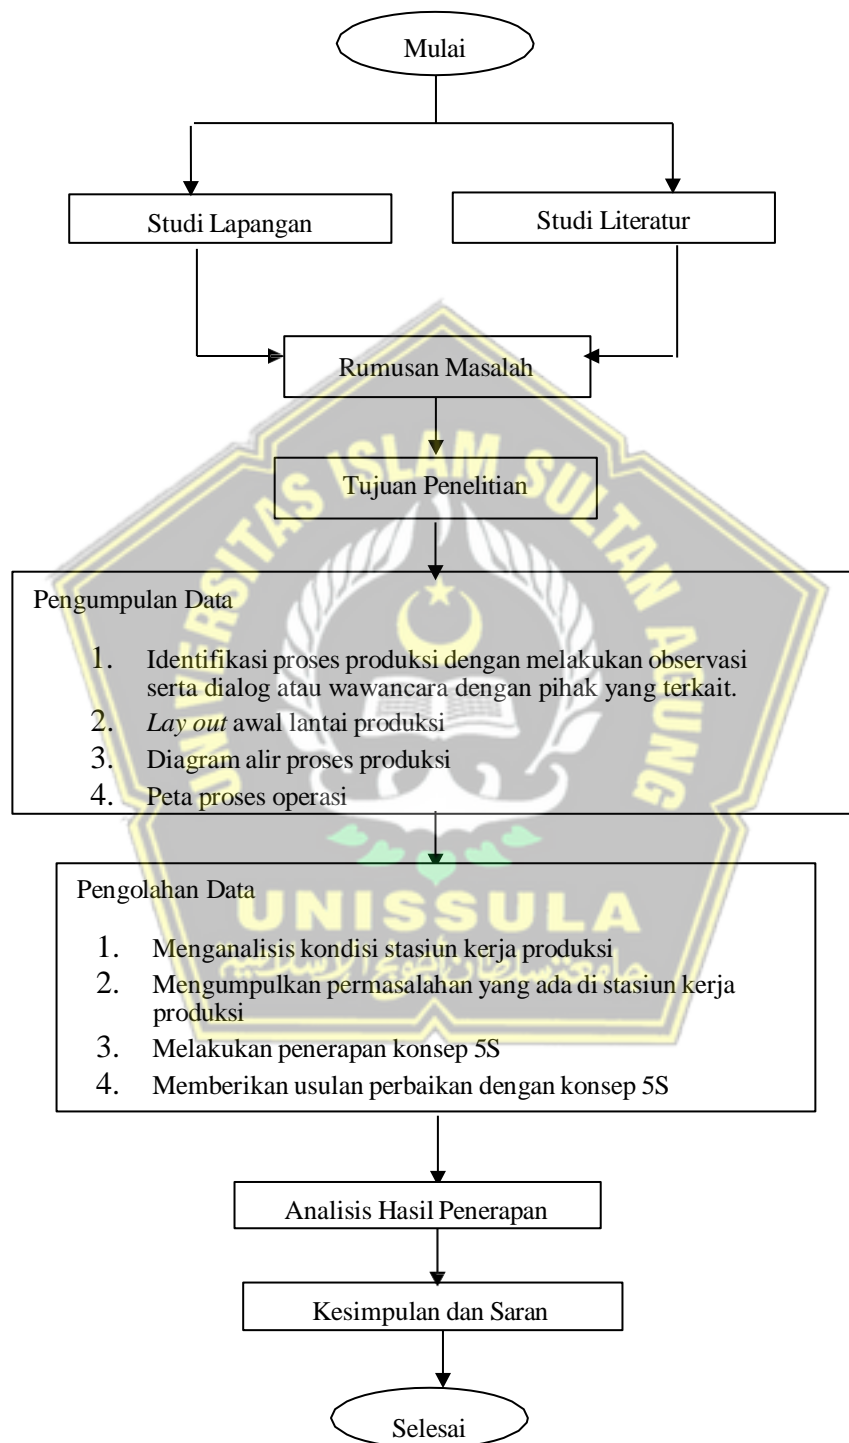 Mulai
Studi Lapangan
Studi Literatur
Rumusan Masalah
Tujuan Penelitian
UNIVERSITAS ISLAM SULTAN AGUNG
Pengumpulan Data
1. Identifikasi proses produksi dengan melakukan observasi
serta dialog atau wawancara dengan pihak yang terkait.
2. Lay out awal lantai produksi
3. Diagram alir proses produksi
4. Peta proses operasi
Pengolahan Data
UNISSULA
1. Menganalisis kondisi stasiun kerja produksi
جامعتسلطان أجونج الإسلامية
2. Mengumpulkan permasalahan yang ada di stasiun kerja
produksi
3. Melakukan penerapan konsep 5S
4. Memberikan usulan perbaikan dengan konsep 5S
Analisis Hasil Penerapan
Kesimpulan dan Saran
Selesai